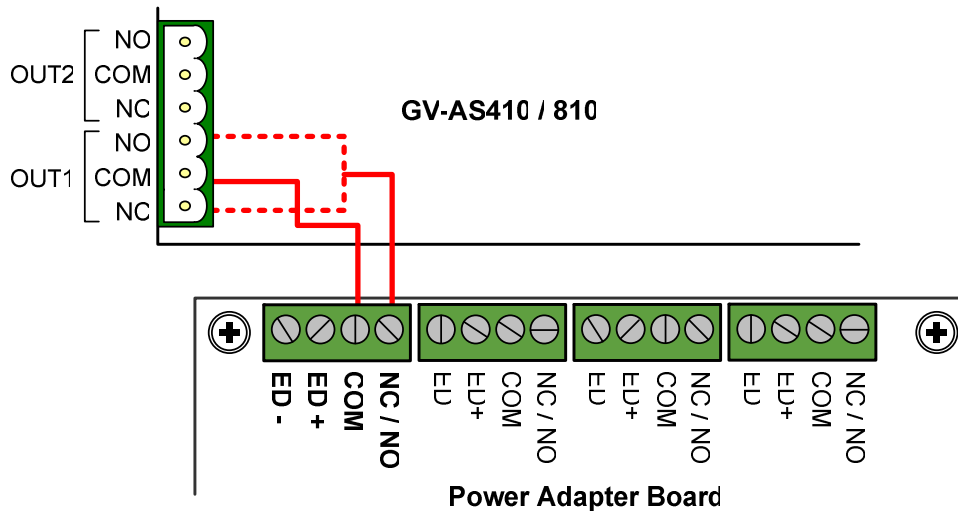 NO
OUT2 COM
NC
NO
OUT1 COM
NC
GV-AS410 / 810
ED -
ED +
COM
NC / NO
ED
ED+
COM
NC / NO
ED
ED+
COM
NC / NO
ED
ED+
COM
NC / NO
Power Adapter Board